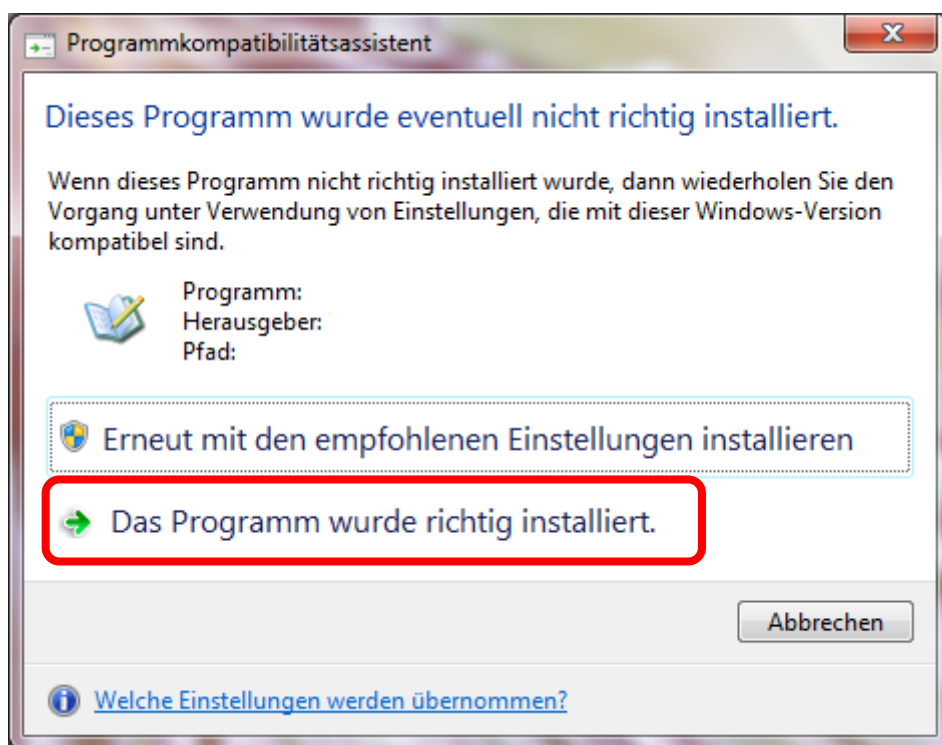 Programmkompatibilitätsassistent
Dieses Programm wurde eventuell nicht richtig installiert.
Wenn dieses Programm nicht richtig installiert wurde, dann wiederholen Sie den
Vorgang unter Verwendung von Einstellungen, die mit dieser Windows-Version
kompatibel sind.
Programm:
Herausgeber:
Pfad:
Erneut mit den empfohlenen Einstellungen installieren
Das Programm wurde richtig installiert.
Abbrechen
Welche Einstellungen werden übernommen?